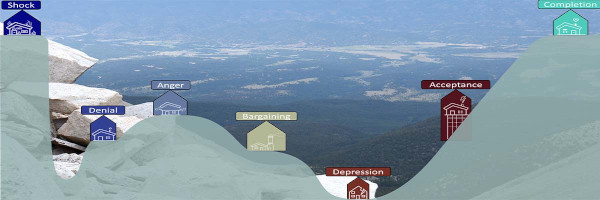 Shock
Denial
Anger
Bargaining
Depression
Acceptance
Completion